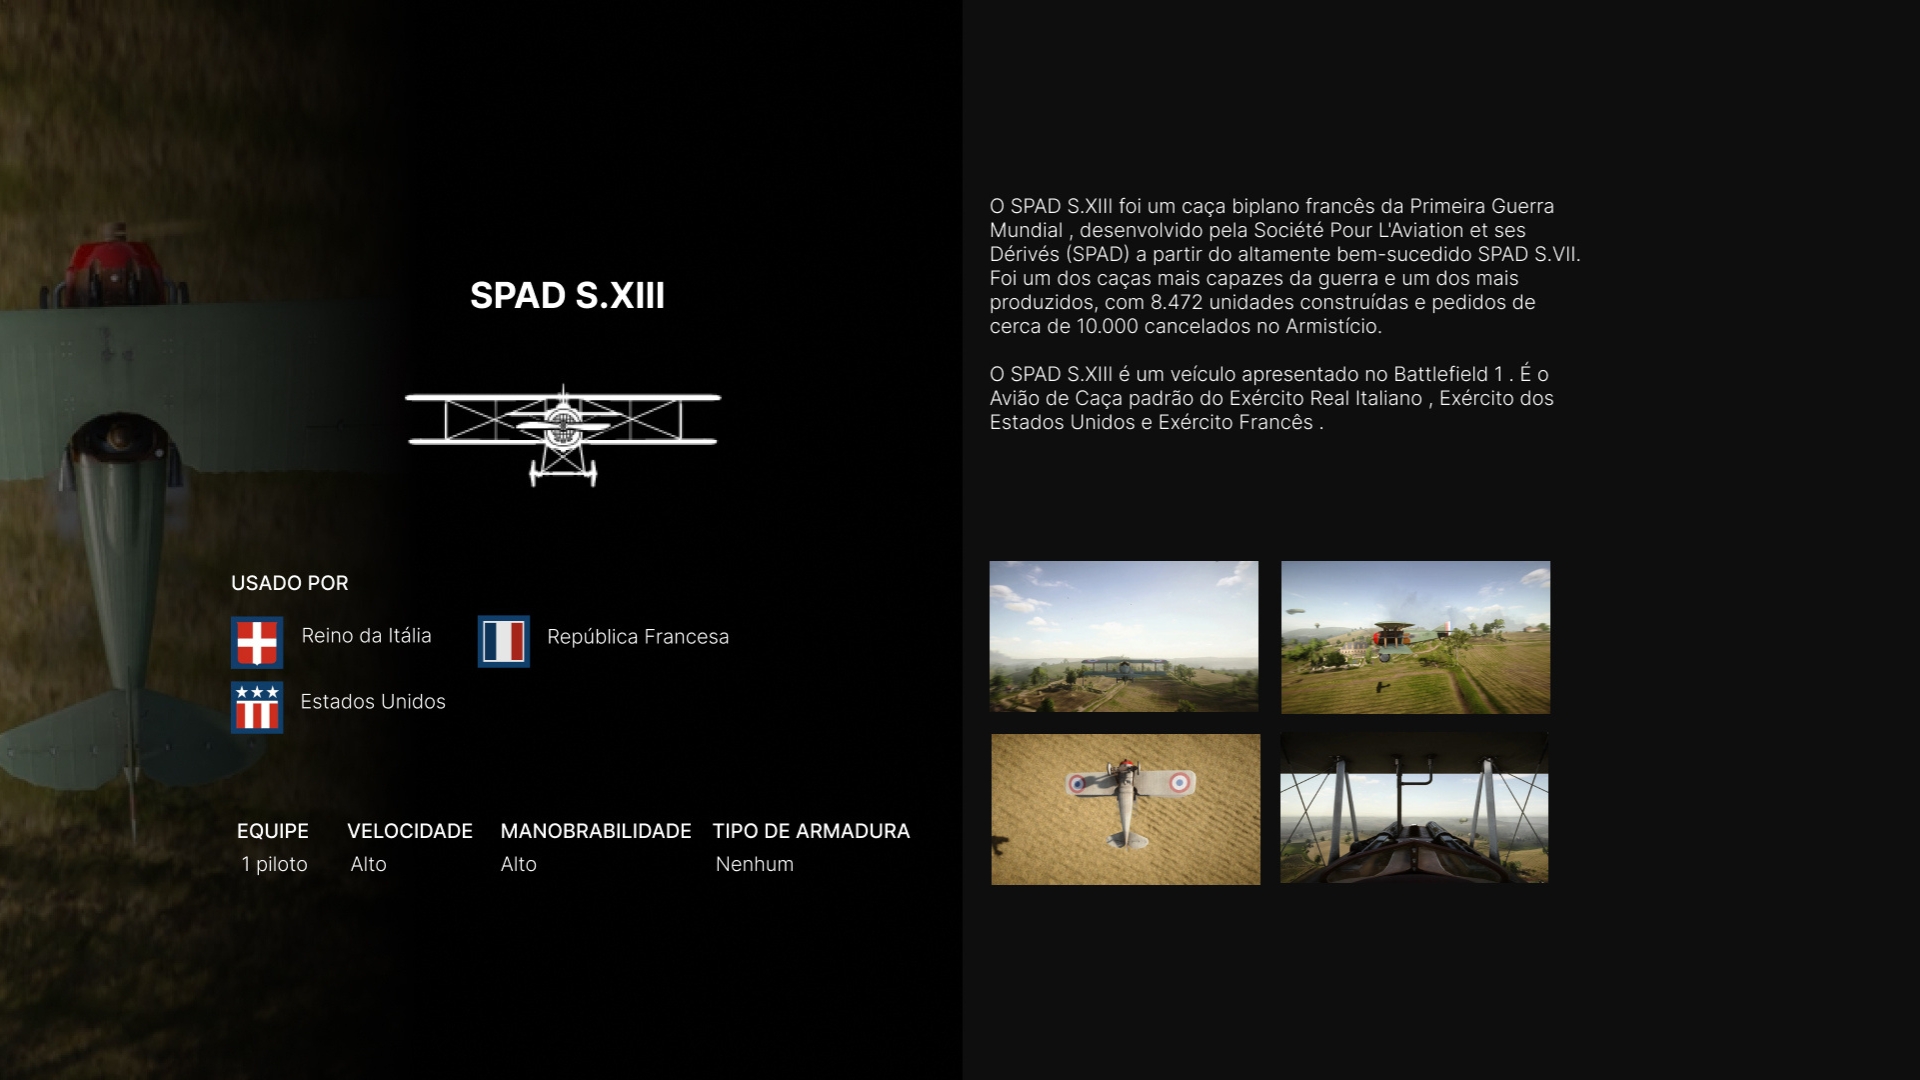 SPAD S.XIII
USADO POR
Reino da Itália
República Francesa
Estados Unidos
EQUIPE VELOCIDADE MANOBRABILIDADE TIPO DE ARMADURA
1 piloto Alto Alto Nenhum
O SPAD S.XIII foi um caça biplano francês da Primeira Guerra
Mundial , desenvolvido pela Société Pour L'Aviation et ses
Dérivés (SPAD) a partir do altamente bem-sucedido SPAD S.VII.
Foi um dos caças mais capazes da guerra e um dos mais
produzidos, com 8.472 unidades construídas e pedidos de
cerca de 10.000 cancelados no Armistício.
O SPAD S.XIII é um veículo apresentado no Battlefield 1 . É o
Avião de Caça padrão do Exército Real Italiano , Exército dos
Estados Unidos e Exército Francês .